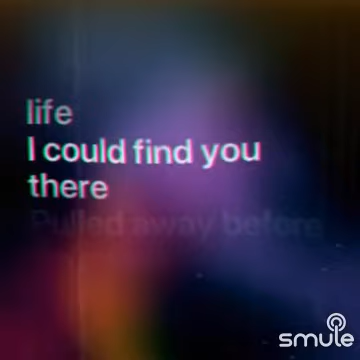 life
I could find you
there
Pulled away before
smule